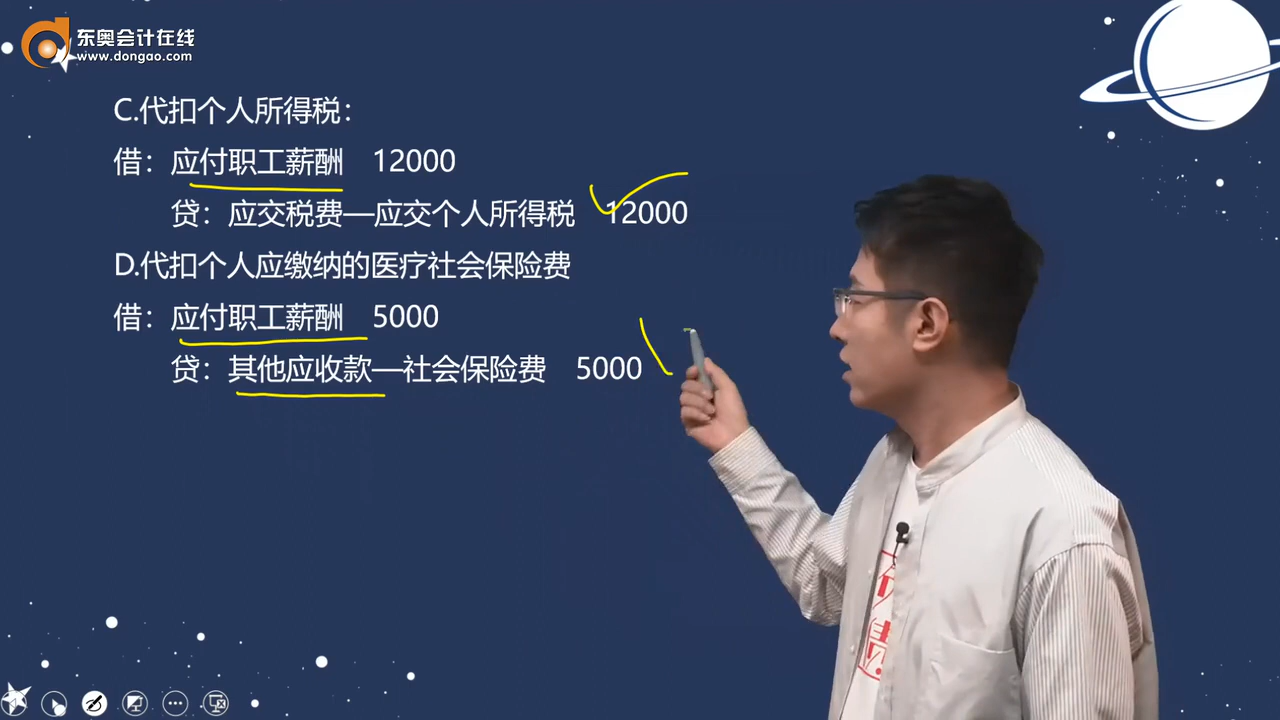 东奥会计在线
www.dongao.com
C.代扣个人所得税：
借：应付职工薪酬 12000
贷：应交税费—应交个人所得税 12000
D.代扣个人应缴纳的医疗社会保险费
借：应付职工薪酬 5000
贷：其他应收款—社会保险费 5000